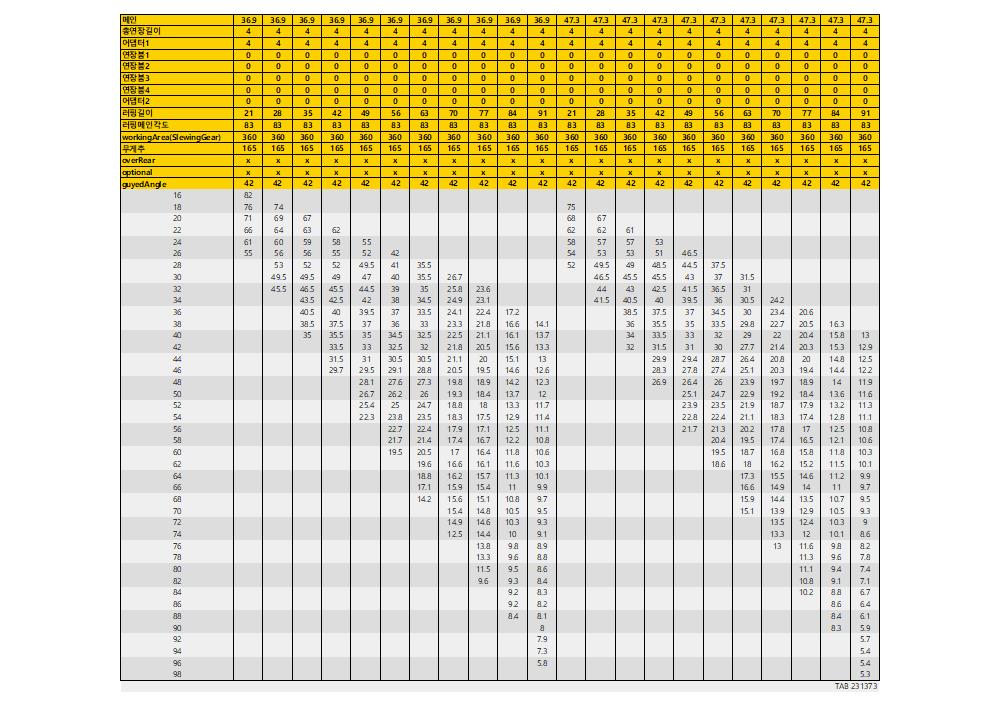 메인 36.9 36.9 36.9 36.9 36.9 36.9 36.9 36.9 36.9 36.9 36.9 47.3 47.3 47.3 47.3 47.3 47.3 47.3 47.3 47.3 47.3 47.3
총연장길이 4 4 4 4 4 4 4 4 4 4 4 4 4 4 4 4 4 4 4 4 4 4
어댑터1 4 4 4 4 4 4 4 4 4 4 4 4 4 4 4 4 4 4 4 4 4 4
연장붐1 0 0 0 0 0 0 0 0 0 0 0 0 0 0 0 0 0 0 0 0 0 0
연장붐2 0 0 0 0 0 0 0 0 0 0 0 0 0 0 0 0 0 0 0 0 0 0
연장붐3 0 0 0 0 0 0 0 0 0 0 0 0 0 0 0 0 0 0 0 0 0 0
연장붐4 0 0 0 0 0 0 0 0 0 0 0 0 0 0 0 0 0 0 0 0 0 0
어댑터2 0 0 0 0 0 0 0 0 0 0 0 0 0 0 0 0 0 0 0 0 0 0
러핑길이 21 28 35 42 49 56 63 70 77 84 91 21 28 35 42 49 56 63 70 77 84 91
러핑메인각도 83 83 83 83 83 83 83 83 83 83 83 83 83 83 83 83 83 83 83 83 83 83
workingArea(SlewingGear) 360 360 360 360 360 360 360 360 360 360 360 360 360 360 360 360 360 360 360 360 360 360
무게추 165 165 165 165 165 165 165 165 165 165 165 165 165 165 165 165 165 165 165 165 165 165
overRear x x x x x x x x x x x x x x x x x x x x x x
optional x x x x x x x x x x x x x x x x x x x x x x
guyedAngle 42 42 42 42 42 42 42 42 42 42 42 42 42 42 42 42 42 42 42 42 42 42
16 82
18 76 74 75
20 71 69 67 68 67
22 66 64 63 62 62 62 61
24 61 60 59 58 55 58 57 57 53
26 55 56 56 55 52 42 54 53 53 51 46.5
28 53 52 52 49.5 41 35.5 52 49.5 49 48.5 44.5 37.5
30 49.5 49.5 49 47 40 35.5 26.7 46.5 45.5 45.5 43 37 31.5
32 45.5 46.5 45.5 44.5 39 35 25.8 23.6 44 43 42.5 41.5 36.5 31
34 43.5 42.5 42 38 34.5 24.9 23.1 41.5 40.5 40 39.5 36 30.5 24.2
36 40.5 40 39.5 37 33.5 24.1 22.4 17.2 38.5 37.5 37 34.5 30 23.4 20.6
38 38.5 37.5 37 36 33 23.3 21.8 16.6 14.1 36 35.5 35 33.5 29.8 22.7 20.5 16.3
40 35 35.5 35 34.5 32.5 22.5 21.1 16.1 13.7 34 33.5 33 32 29 22 20.4 15.8 13
42 33.5 33 32.5 32 21.8 20.5 15.6 13.3 32 31.5 31 30 27.7 21.4 20.3 15.3 12.9
44 31.5 31 30.5 30.5 21.1 20 15.1 13 29.9 29.4 28.7 26.4 20.8 20 14.8 12.5
46 29.7 29.5 29.1 28.8 20.5 19.5 14.6 12.6 28.3 27.8 27.4 25.1 20.3 19.4 14.4 12.2
48 28.1 27.6 27.3 19.8 18.9 14.2 12.3 26.9 26.4 26 23.9 19.7 18.9 14 11.9
50 26.7 26.2 26 19.3 18.4 13.7 12 25.1 24.7 22.9 19.2 18.4 13.6 11.6
52 25.4 25 24.7 18.8 18 13.3 11.7 23.9 23.5 21.9 18.7 17.9 13.2 11.3
54 22.3 23.8 23.5 18.3 17.5 12.9 11.4 22.8 22.4 21.1 18.3 17.4 12.8 11.1
56 22.7 22.4 17.9 17.1 12.5 11.1 21.7 21.3 20.2 17.8 17 12.5 10.8
58 21.7 21.4 17.4 16.7 12.2 10.8 20.4 19.5 17.4 16.5 12.1 10.6
60 19.5 20.5 17 16.4 11.8 10.6 19.5 18.7 16.8 15.8 11.8 10.3
62 19.6 16.6 16.1 11.6 10.3 18.6 18 16.2 15.2 11.5 10.1
64 18.8 16.2 15.7 11.3 10.1 17.3 15.5 14.6 11.2 9.9
66 17.1 15.9 15.4 11 9.9 16.6 14.9 14 11 9.7
68 14.2 15.6 15.1 10.8 9.7 15.9 14.4 13.5 10.7 9.5
70 15.4 14.8 10.5 9.5 15.1 13.9 12.9 10.5 9.3
72 14.9 14.6 10.3 9.3 13.5 12.4 10.3 9
74 12.5 14.4 10 9.1 13.3 12 10.1 8.6
76 13.8 9.8 8.9 13 11.6 9.8 8.2
78 13.3 9.6 8.8 11.3 9.6 7.8
80 11.5 9.5 8.6 11.1 9.4 7.4
82 9.6 9.3 8.4 10.8 9.1 7.1
84 9.2 8.3 10.2 8.8 6.7
86 9.2 8.2 8.6 6.4
88 8.4 8.1 8.4 6.1
90 8 8.3 5.9
92 7.9 5.7
94 7.3 5.4
96 5.8 5.4
98 5.3
TAB 231373